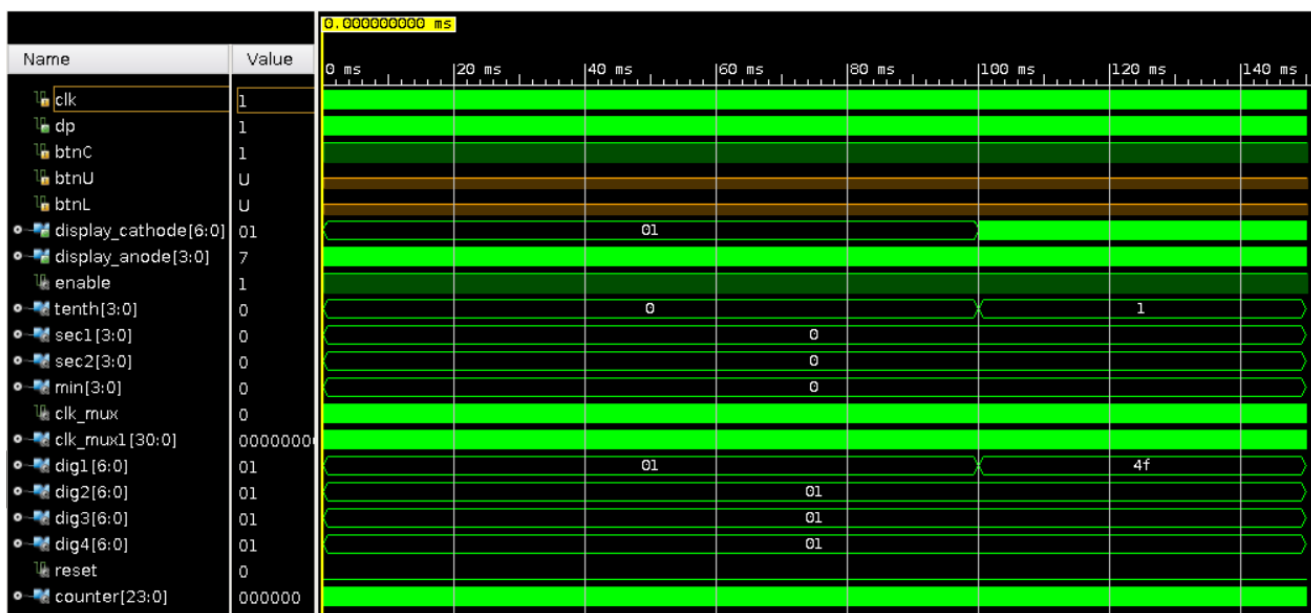 0.000000000 ms
Name Value
0 ms 20 ms 40 ms 60 ms 80 ms 100 ms 120 ms 140 ms
clk 1
dp 1
btnC 1
btnU U
btnL U
display_cathode[6:0] 01 01
display_anode[3:0] 7
enable 1
tenth[3:0] 0 0 1
sec1[3:0] 0 0
sec2[3:0] 0 0
min[3:0] 0 0
clk_mux 0
clk_mux1[30:0] 00000000
dig1[6:0] 01 01 4f
dig2[6:0] 01 01
dig3[6:0] 01 01
dig4[6:0] 01 01
reset 0
counter[23:0] 000000